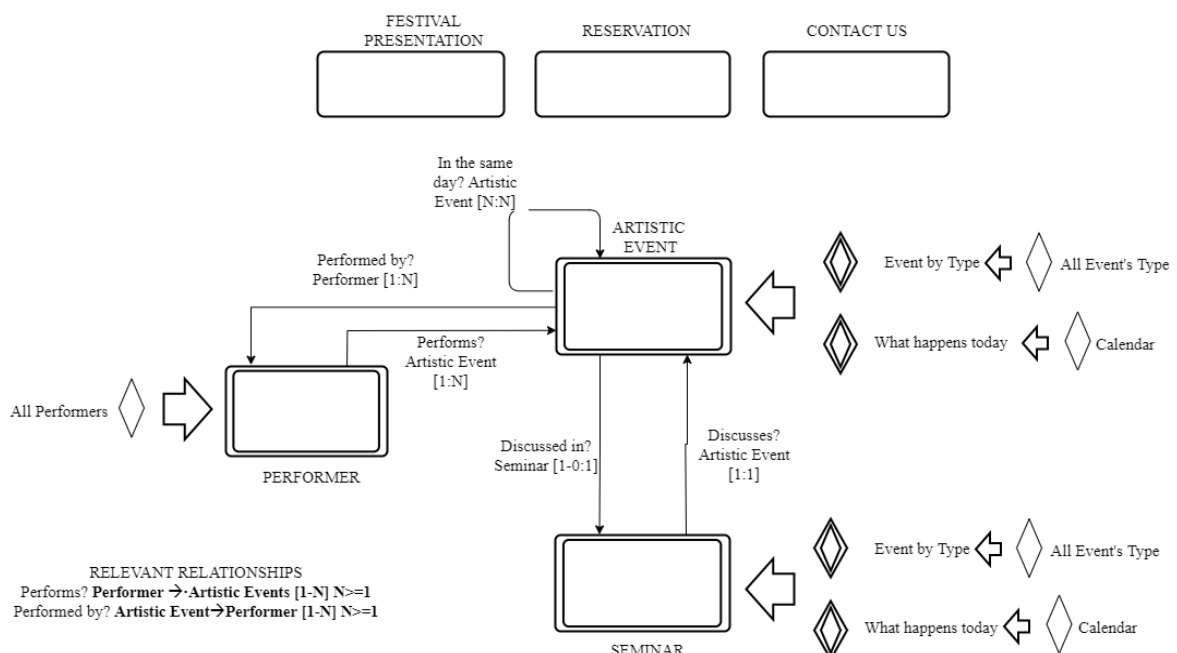 FESTIVAL
PRESENTATION
RESERVATION
CONTACT US
In the same
day? Artistic
Event [N:N]
ARTISTIC
EVENT
Performed by?
Performer [1:N]
Event by Type
All Event's Type
Performs?
Artistic Event
[1:N]
What happens today
Calendar
All Performers
PERFORMER
Discussed in?
Seminar [1-0:1]
Discusses?
Artistic Event
[1:1]
Event by Type
All Event's Type
RELEVANT RELATIONSHIPS
Performs? Performer →·Artistic Events [1-N] N>=1
Performed by? Artistic Event→Performer [1-N] N>=1
What happens today
Calendar
SEMINAR